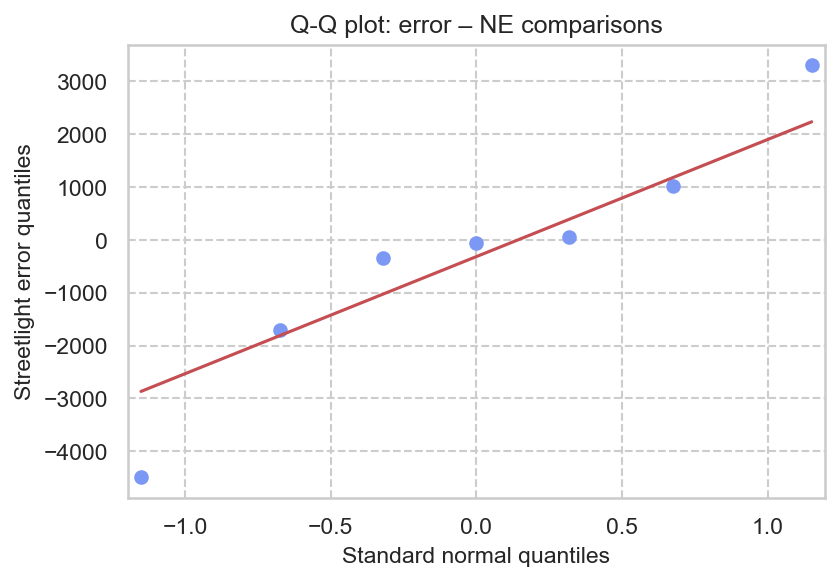 Q-Q plot: error – NE comparisons
3000
2000
1000
0
−1000
−2000
−3000
−4000
Streetlight error quantiles
−1.0 −0.5 0.0 0.5 1.0
Standard normal quantiles